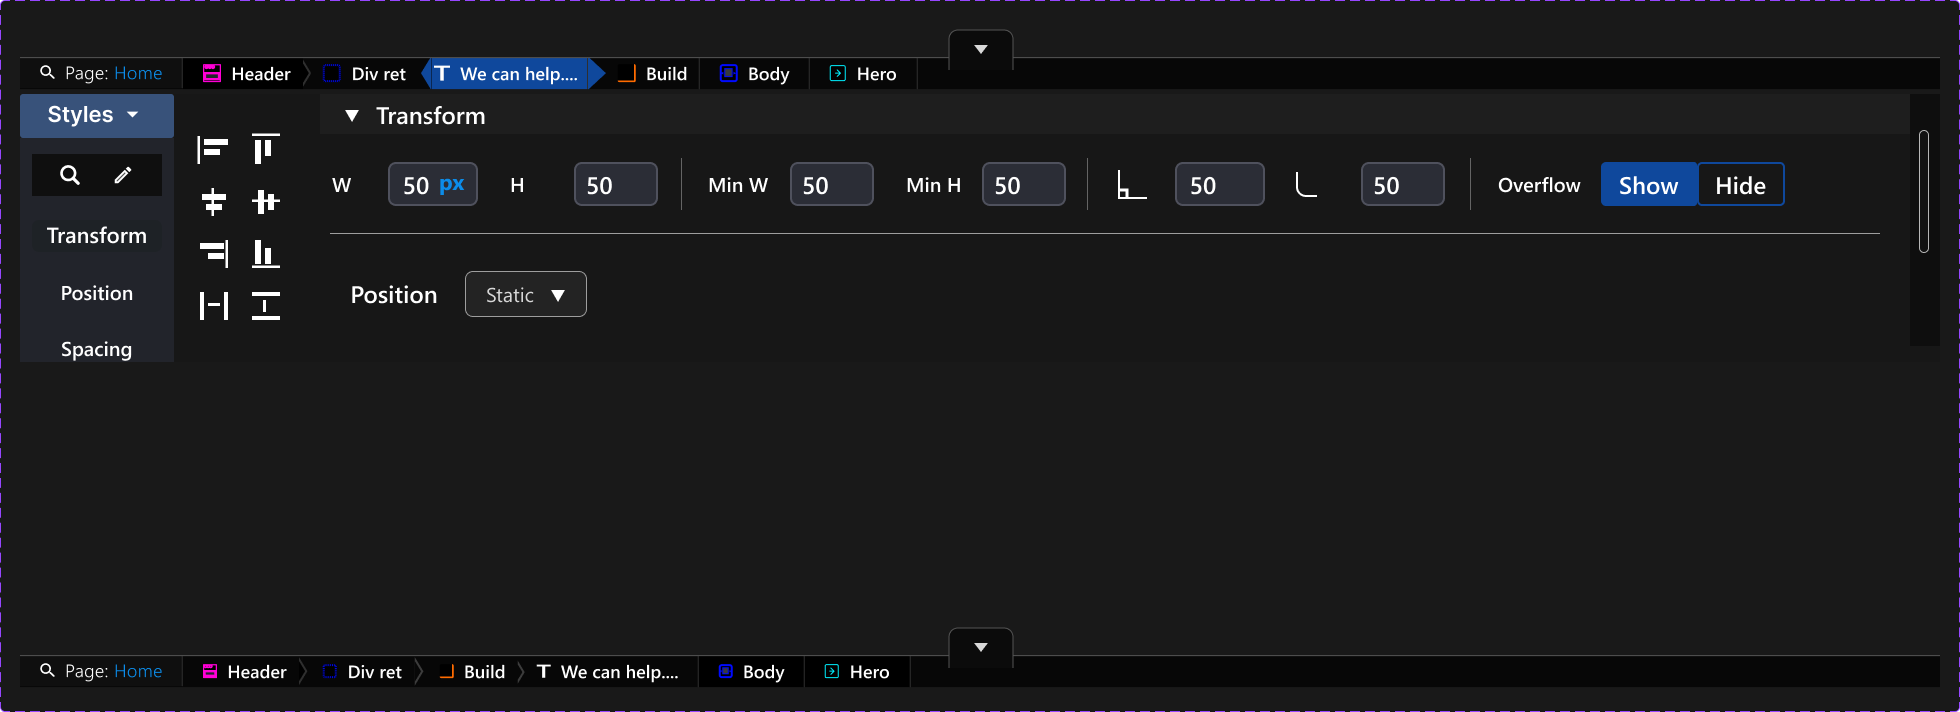 Page: Home Header Div ret We can help.... Build Body Hero
Styles
Transform
Position
Spacing
Transform
W 50 px H 50 Min W 50 Min H 50 50 50 Overflow Show Hide
Position Static
Page: Home Header Div ret Build We can help.... Body Hero